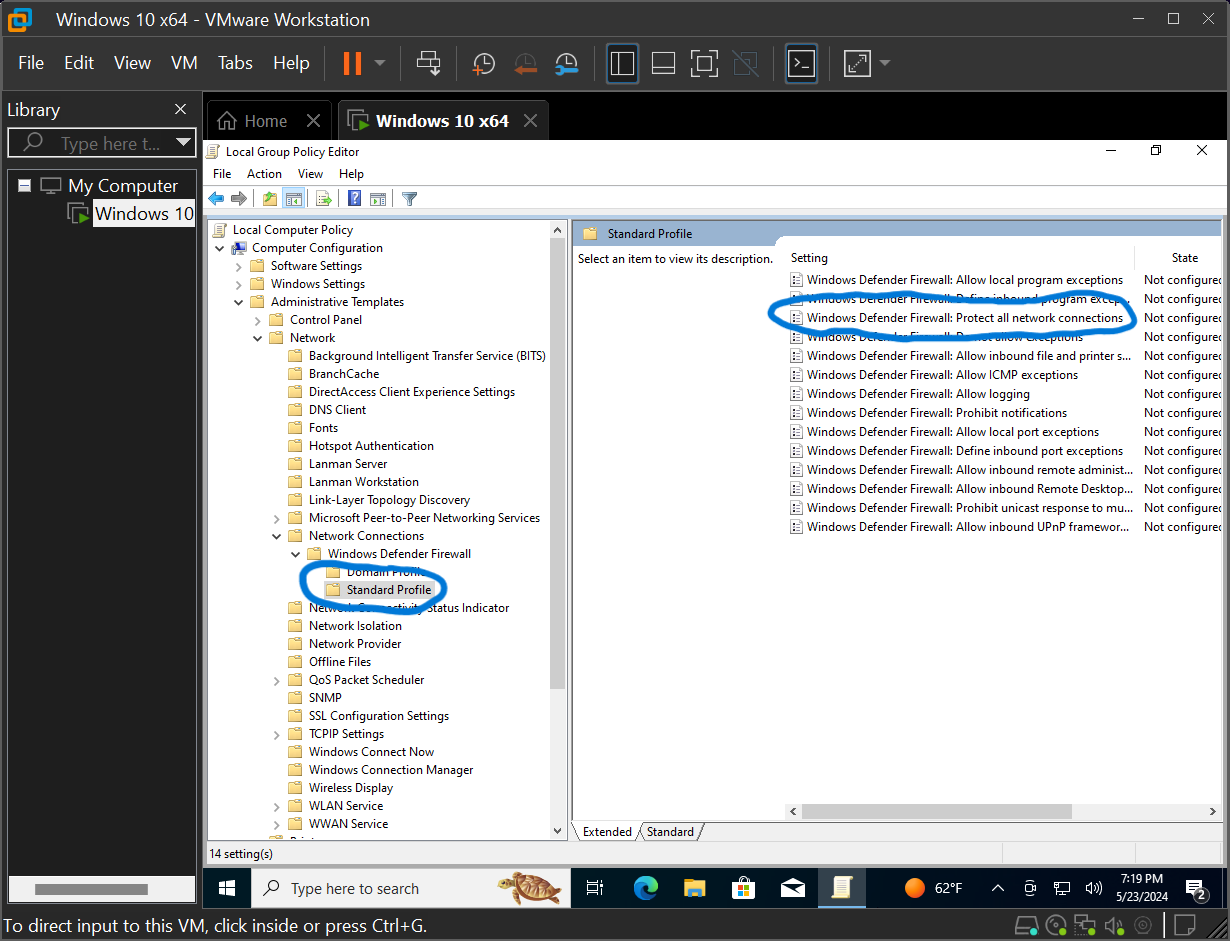 Windows 10 x64 - VMware Workstation
File Edit View VM Tabs Help
Library
Type here t...
My Computer
Windows 10
Home
Windows 10 x64
Local Group Policy Editor
File Action View Help
Local Computer Policy
Computer Configuration
Software Settings
Windows Settings
Administrative Templates
Control Panel
Network
Background Intelligent Transfer Service (BITS)
BranchCache
DirectAccess Client Experience Settings
DNS Client
Fonts
Hotspot Authentication
Lanman Server
Lanman Workstation
Link-Layer Topology Discovery
Microsoft Peer-to-Peer Networking Services
Network Connections
Windows Defender Firewall
Domain Profile
Standard Profile
Network Connectivity Status Indicator
Network Isolation
Network Provider
Offline Files
QoS Packet Scheduler
SNMP
SSL Configuration Settings
TCPIP Settings
Windows Connect Now
Windows Connection Manager
Wireless Display
WLAN Service
WWAN Service
Standard Profile
Select an item to view its description.
Setting State
Windows Defender Firewall: Allow local program exceptions Not configured
Windows Defender Firewall: Define inbound program excep... Not configured
Windows Defender Firewall: Protect all network connections Not configured
Windows Defender Firewall: Do not allow exceptions Not configured
Windows Defender Firewall: Allow inbound file and printer s... Not configured
Windows Defender Firewall: Allow ICMP exceptions Not configured
Windows Defender Firewall: Allow logging Not configured
Windows Defender Firewall: Prohibit notifications Not configured
Windows Defender Firewall: Allow local port exceptions Not configured
Windows Defender Firewall: Define inbound port exceptions Not configured
Windows Defender Firewall: Allow inbound remote administ... Not configured
Windows Defender Firewall: Allow inbound Remote Desktop... Not configured
Windows Defender Firewall: Prohibit unicast response to mu... Not configured
Windows Defender Firewall: Allow inbound UPnP framewor... Not configured
Extended Standard
14 setting(s)
Type here to search
62°F
7:19 PM
5/23/2024
2
To direct input to this VM, click inside or press Ctrl+G.